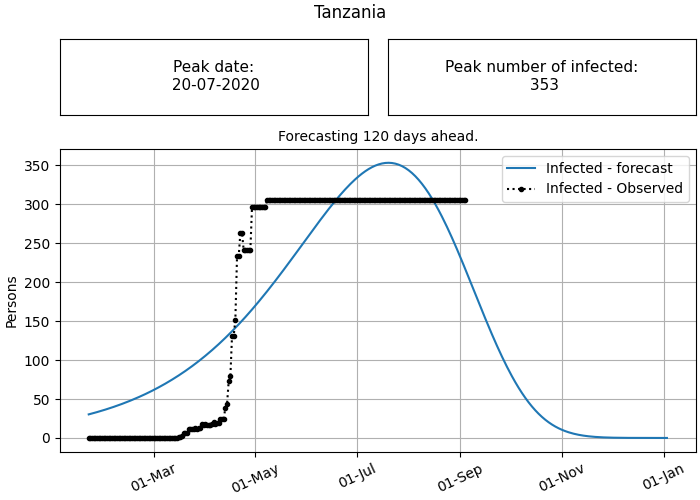 Tanzania
Peak date:
20-07-2020
Peak number of infected:
353
Forecasting 120 days ahead.
Infected - forecast
Infected - Observed
Persons
350
300
250
200
150
100
50
0
01-Mar
01-May
01-Jul
01-Sep
01-Nov
01-Jan